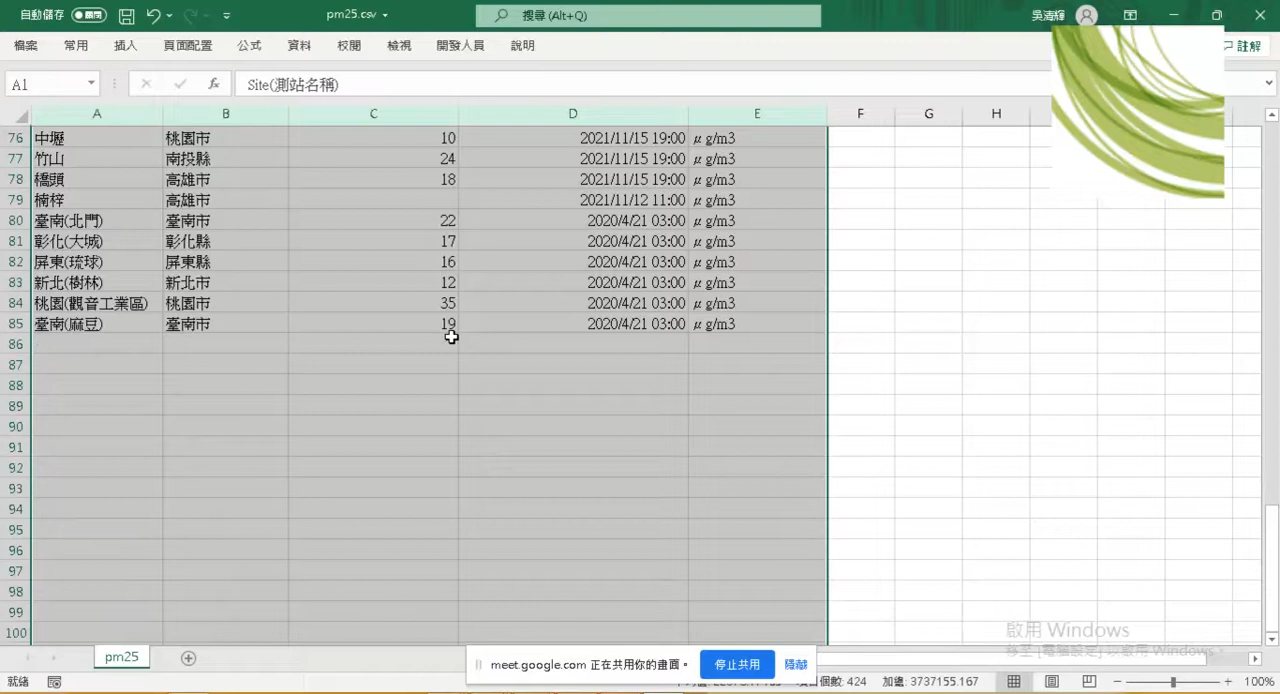 自動儲存 關閉 pm25.csv 搜尋 (Alt+Q) 吳清輝
檔案 常用 插入 頁面配置 公式 資料 校閱 檢視 開發人員 說明 註解
A1 fx Site(測站名稱)
A B C D E F G H
76 中壢 桃園市 10 2021/11/15 19:00 μg/m3
77 竹山 南投縣 24 2021/11/15 19:00 μg/m3
78 橋頭 高雄市 18 2021/11/15 19:00 μg/m3
79 楠梓 高雄市 2021/11/12 11:00 μg/m3
80 臺南(北門) 臺南市 22 2020/4/21 03:00 μg/m3
81 彰化(大城) 彰化縣 17 2020/4/21 03:00 μg/m3
82 屏東(琉球) 屏東縣 16 2020/4/21 03:00 μg/m3
83 新北(樹林) 新北市 12 2020/4/21 03:00 μg/m3
84 桃園(觀音工業區) 桃園市 35 2020/4/21 03:00 μg/m3
85 臺南(麻豆) 臺南市 19 2020/4/21 03:00 μg/m3
86
87
88
89
90
91
92
93
94
95
96
97
98
99
100
啟用 Windows
移至 [電腦設定] 以啟用 Windows。
pm25
meet.google.com 正在共用你的畫面。 停止共用 隱藏
就緒 項目個數: 424 加總: 3737155.167 100%